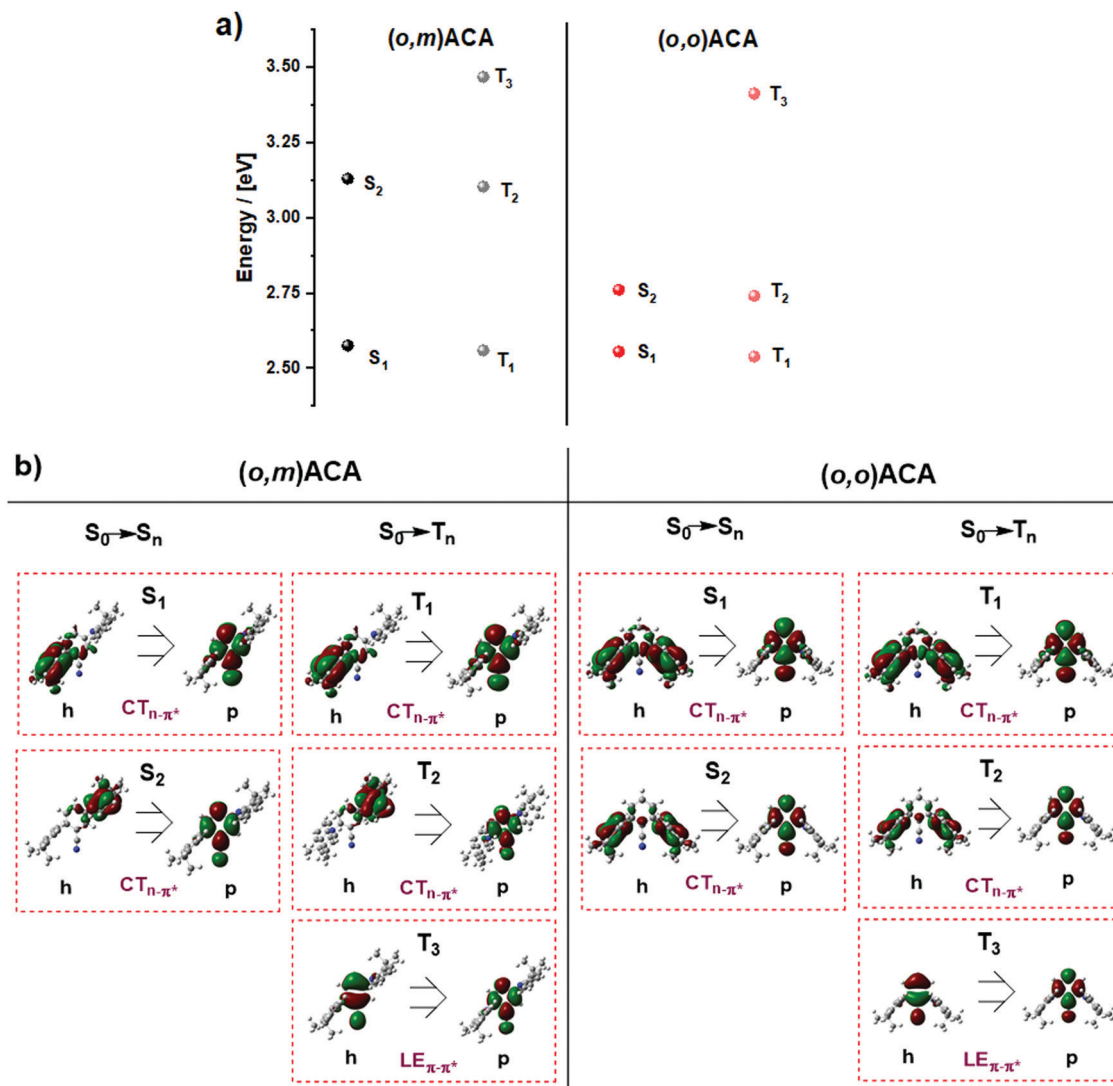 a)
(o,m)ACA
(o,o)ACA
Energy / [eV]
3.50
3.25
3.00
2.75
2.50
S2
S1
T3
T2
T1
S2
S1
T3
T2
T1
b)
(o,m)ACA
(o,o)ACA
S0→Sn
S0→Tn
S0→Sn
S0→Tn
S1
h
CTn-π*
p
T1
h
CTn-π*
p
S1
h
CTn-π*
p
T1
h
CTn-π*
p
S2
h
CTn-π*
p
T2
h
CTn-π*
p
S2
h
CTn-π*
p
T2
h
CTn-π*
p
T3
h
LEπ-π*
p
T3
h
LEπ-π*
p